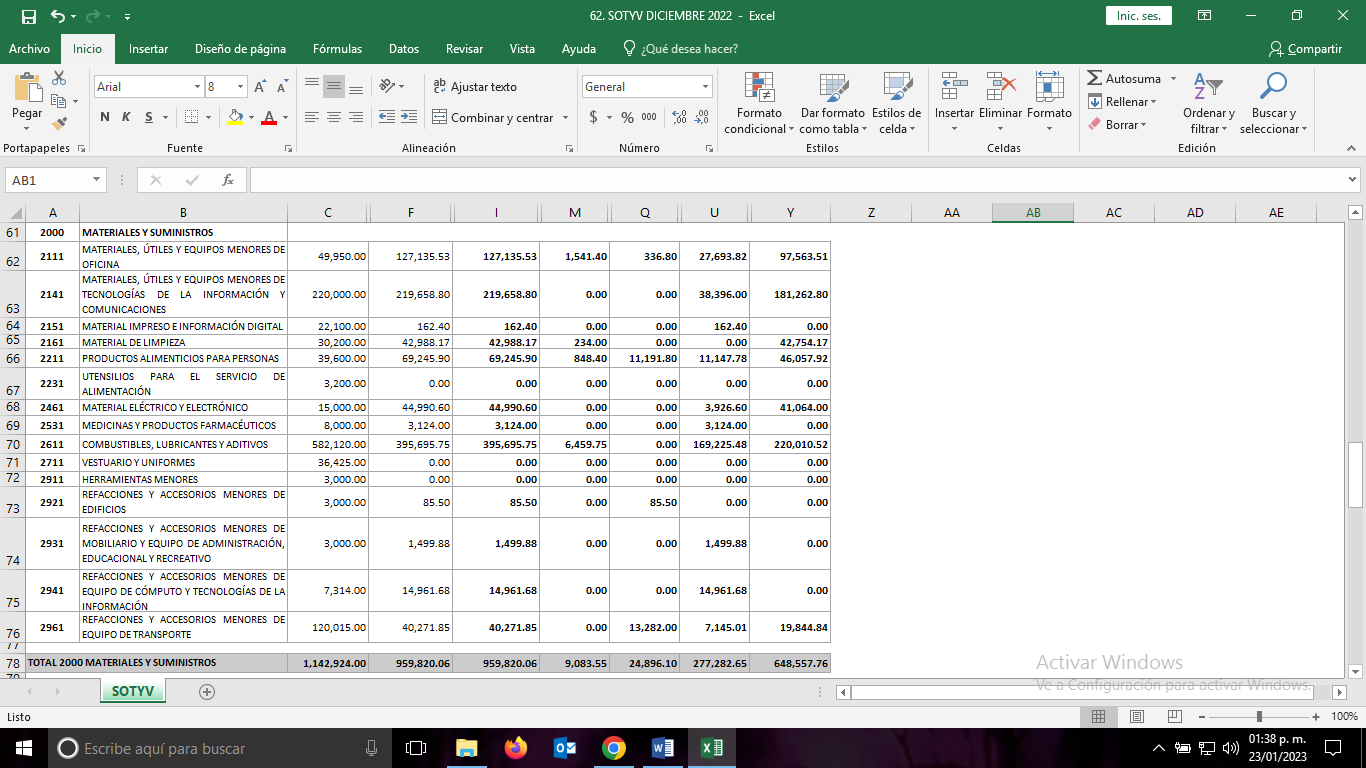 62. SOTYV DICIEMBRE 2022 - Excel
Inic. ses.
Archivo Inicio Insertar Diseño de página Fórmulas Datos Revisar Vista Ayuda ¿Qué desea hacer? Compartir
Pegar
Arial 8
N K S
Ajustar texto
Combinar y centrar
General
$ % 000
Formato condicional
Dar formato como tabla
Estilos de celda
Insertar Eliminar Formato
Autosuma
Rellenar
Borrar
Ordenar y filtrar
Buscar y seleccionar
Portapapeles Fuente Alineación Número Estilos Celdas Edición
AB1 fx
A B C F I M Q U Y Z AA AB AC AD AE
61 2000 MATERIALES Y SUMINISTROS
62 2111 MATERIALES, ÚTILES Y EQUIPOS MENORES DE
OFICINA
49,950.00 127,135.53 127,135.53 1,541.40 336.80 27,693.82 97,563.51
63 2141 MATERIALES, ÚTILES Y EQUIPOS MENORES DE
TECNOLOGÍAS DE LA INFORMACIÓN Y
COMUNICACIONES
220,000.00 219,658.80 219,658.80 0.00 0.00 38,396.00 181,262.80
64 2151 MATERIAL IMPRESO E INFORMACIÓN DIGITAL 22,100.00 162.40 162.40 0.00 0.00 162.40 0.00
65 2161 MATERIAL DE LIMPIEZA 30,200.00 42,988.17 42,988.17 234.00 0.00 0.00 42,754.17
66 2211 PRODUCTOS ALIMENTICIOS PARA PERSONAS 39,600.00 69,245.90 69,245.90 848.40 11,191.80 11,147.78 46,057.92
67 2231 UTENSILIOS PARA EL SERVICIO DE
ALIMENTACIÓN
3,200.00 0.00 0.00 0.00 0.00 0.00 0.00
68 2461 MATERIAL ELÉCTRICO Y ELECTRÓNICO 15,000.00 44,990.60 44,990.60 0.00 0.00 3,926.60 41,064.00
69 2531 MEDICINAS Y PRODUCTOS FARMACÉUTICOS 8,000.00 3,124.00 3,124.00 0.00 0.00 3,124.00 0.00
70 2611 COMBUSTIBLES, LUBRICANTES Y ADITIVOS 582,120.00 395,695.75 395,695.75 6,459.75 0.00 169,225.48 220,010.52
71 2711 VESTUARIO Y UNIFORMES 36,425.00 0.00 0.00 0.00 0.00 0.00 0.00
72 2911 HERRAMIENTAS MENORES 3,000.00 0.00 0.00 0.00 0.00 0.00 0.00
73 2921 REFACCIONES Y ACCESORIOS MENORES DE
EDIFICIOS
3,000.00 85.50 85.50 0.00 85.50 0.00 0.00
74 2931 REFACCIONES Y ACCESORIOS MENORES DE
MOBILIARIO Y EQUIPO DE ADMINISTRACIÓN,
EDUCACIONAL Y RECREATIVO
3,000.00 1,499.88 1,499.88 0.00 0.00 1,499.88 0.00
75 2941 REFACCIONES Y ACCESORIOS MENORES DE
EQUIPO DE CÓMPUTO Y TECNOLOGÍAS DE LA
INFORMACIÓN
7,314.00 14,961.68 14,961.68 0.00 0.00 14,961.68 0.00
76 2961 REFACCIONES Y ACCESORIOS MENORES DE
EQUIPO DE TRANSPORTE
120,015.00 40,271.85 40,271.85 0.00 13,282.00 7,145.01 19,844.84
77
78 TOTAL 2000 MATERIALES Y SUMINISTROS 1,142,924.00 959,820.06 959,820.06 9,083.55 24,896.10 277,282.65 648,557.76
79
Activar Windows
Ve a Configuración para activar Windows.
SOTYV
Listo 100%
Escribe aquí para buscar
01:38 p. m.
23/01/2023